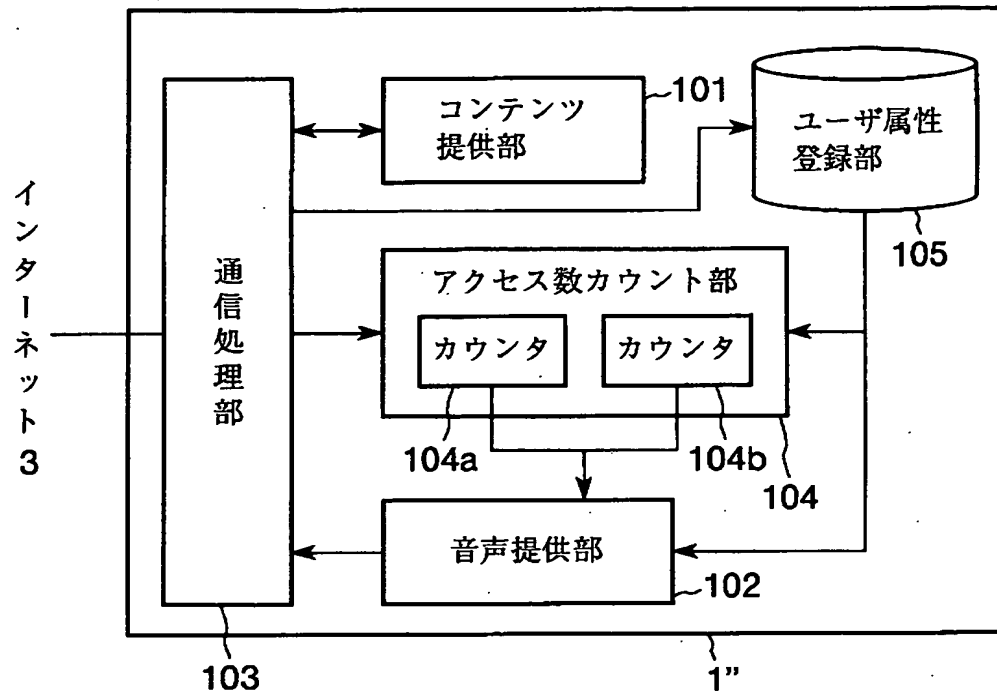 インターネット3
通信処理部
103
コンテンツ
提供部
101
ユーザ属性
登録部
105
アクセス数カウント部
カウンタ
カウンタ
104a
104b
104
音声提供部
102
1”